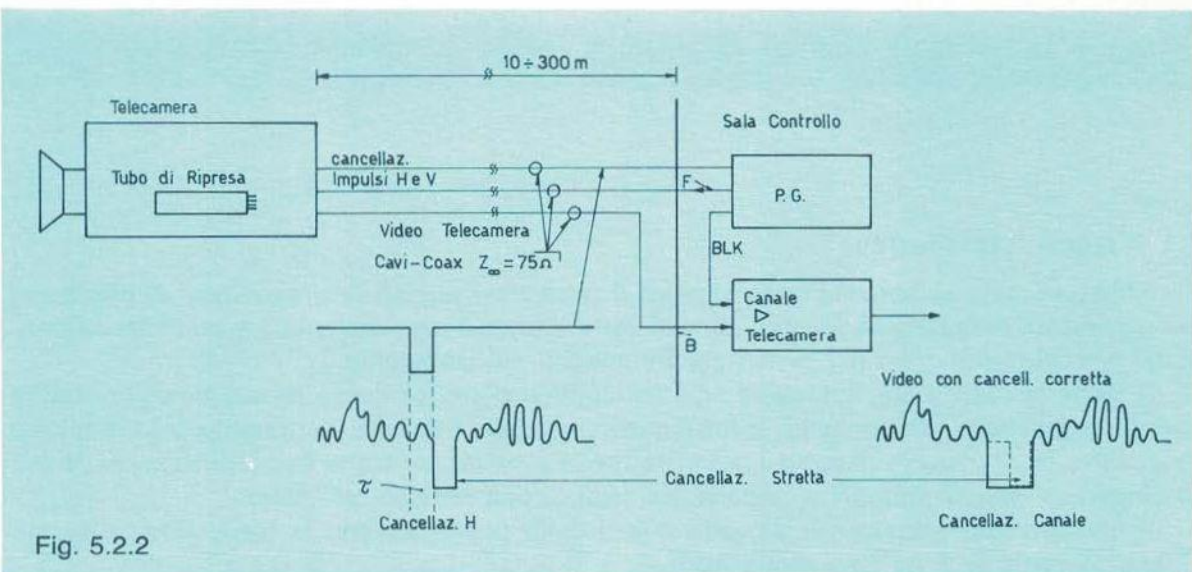 10÷300 m
Telecamera
Sala Controllo
cancellaz.
Tubo di Ripresa
Impulsi H e V
F
P. G.
Video Telecamera
BLK
Cavi-Coax Z∞ = 75Ω
Canale
▷
Telecamera
B
Video con cancell. corretta
τ
Cancellaz. Stretta
Cancellaz. H
Cancellaz. Canale
Fig. 5.2.2